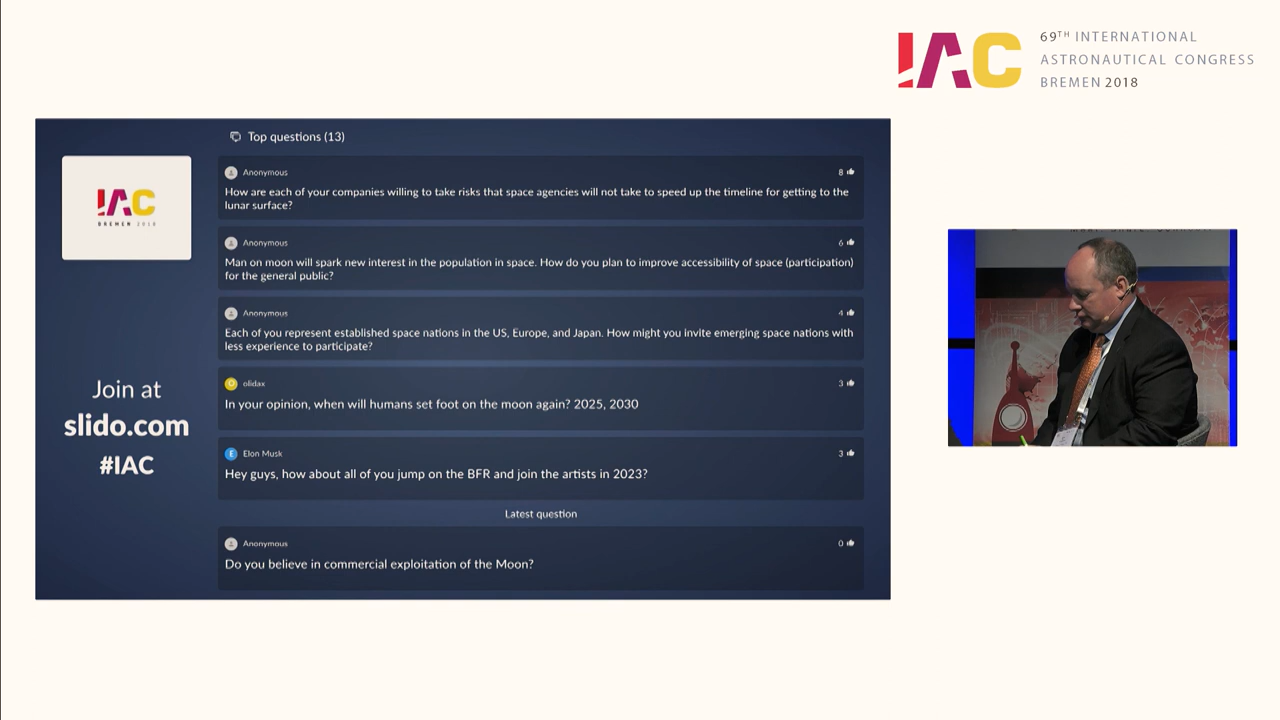 IAC
69TH INTERNATIONAL
ASTRONAUTICAL CONGRESS
BREMEN 2018
Top questions (13)
IAC
BREMEN 2018
Anonymous
8
How are each of your companies willing to take risks that space agencies will not take to speed up the timeline for getting to the
lunar surface?
Anonymous
6
Man on moon will spark new interest in the population in space. How do you plan to improve accessibility of space (participation)
for the general public?
Anonymous
4
Each of you represent established space nations in the US, Europe, and Japan. How might you invite emerging space nations with
less experience to participate?
O
olidax
3
In your opinion, when will humans set foot on the moon again? 2025, 2030
E
Elon Musk
3
Hey guys, how about all of you jump on the BFR and join the artists in 2023?
Latest question
Anonymous
0
Do you believe in commercial exploitation of the Moon?
Join at
slido.com
#IAC